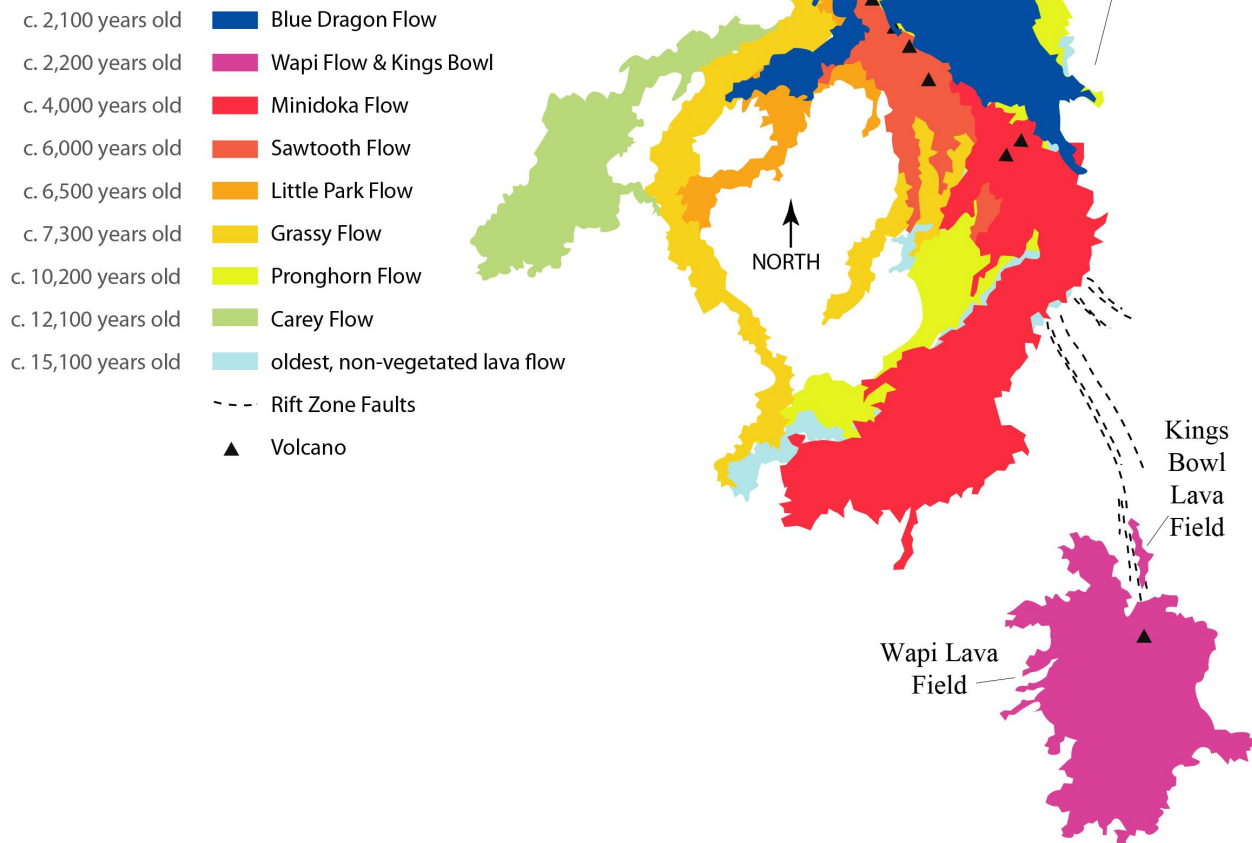 c. 2,100 years old Blue Dragon Flow
c. 2,200 years old Wapi Flow & Kings Bowl
c. 4,000 years old Minidoka Flow
c. 6,000 years old Sawtooth Flow
c. 6,500 years old Little Park Flow
c. 7,300 years old Grassy Flow
c. 10,200 years old Pronghorn Flow
c. 12,100 years old Carey Flow
c. 15,100 years old oldest, non-vegetated lava flow
Rift Zone Faults
Volcano
NORTH
Kings
Bowl
Lava
Field
Wapi Lava
Field